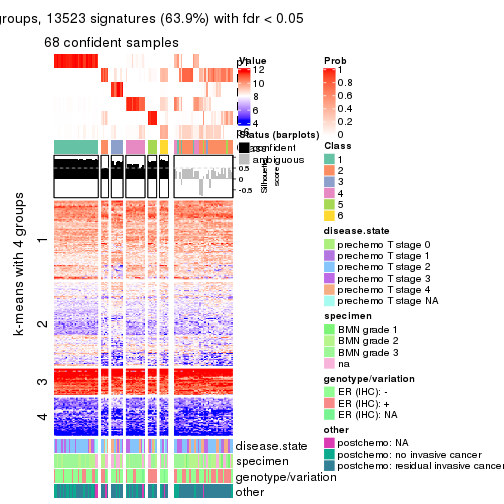 groups, 13523 signatures (63.9%) with fdr < 0.05
68 confident samples
k-means with 4 groups
1
2
3
4
Value
12
10
8
6
4
Status (barplots)
confident
ambiguous
0.5
0
-0.5
Silhouette
score
disease.state
specimen
genotype/variation
other
Prob
1
0.8
0.6
0.4
0.2
0
Class
1
2
3
4
5
6
disease.state
prechemo T stage 0
prechemo T stage 1
prechemo T stage 2
prechemo T stage 3
prechemo T stage 4
prechemo T stage NA
specimen
BMN grade 1
BMN grade 2
BMN grade 3
na
genotype/variation
ER (IHC): -
ER (IHC): +
ER (IHC): NA
other
postchemo: NA
postchemo: no invasive cancer
postchemo: residual invasive cance